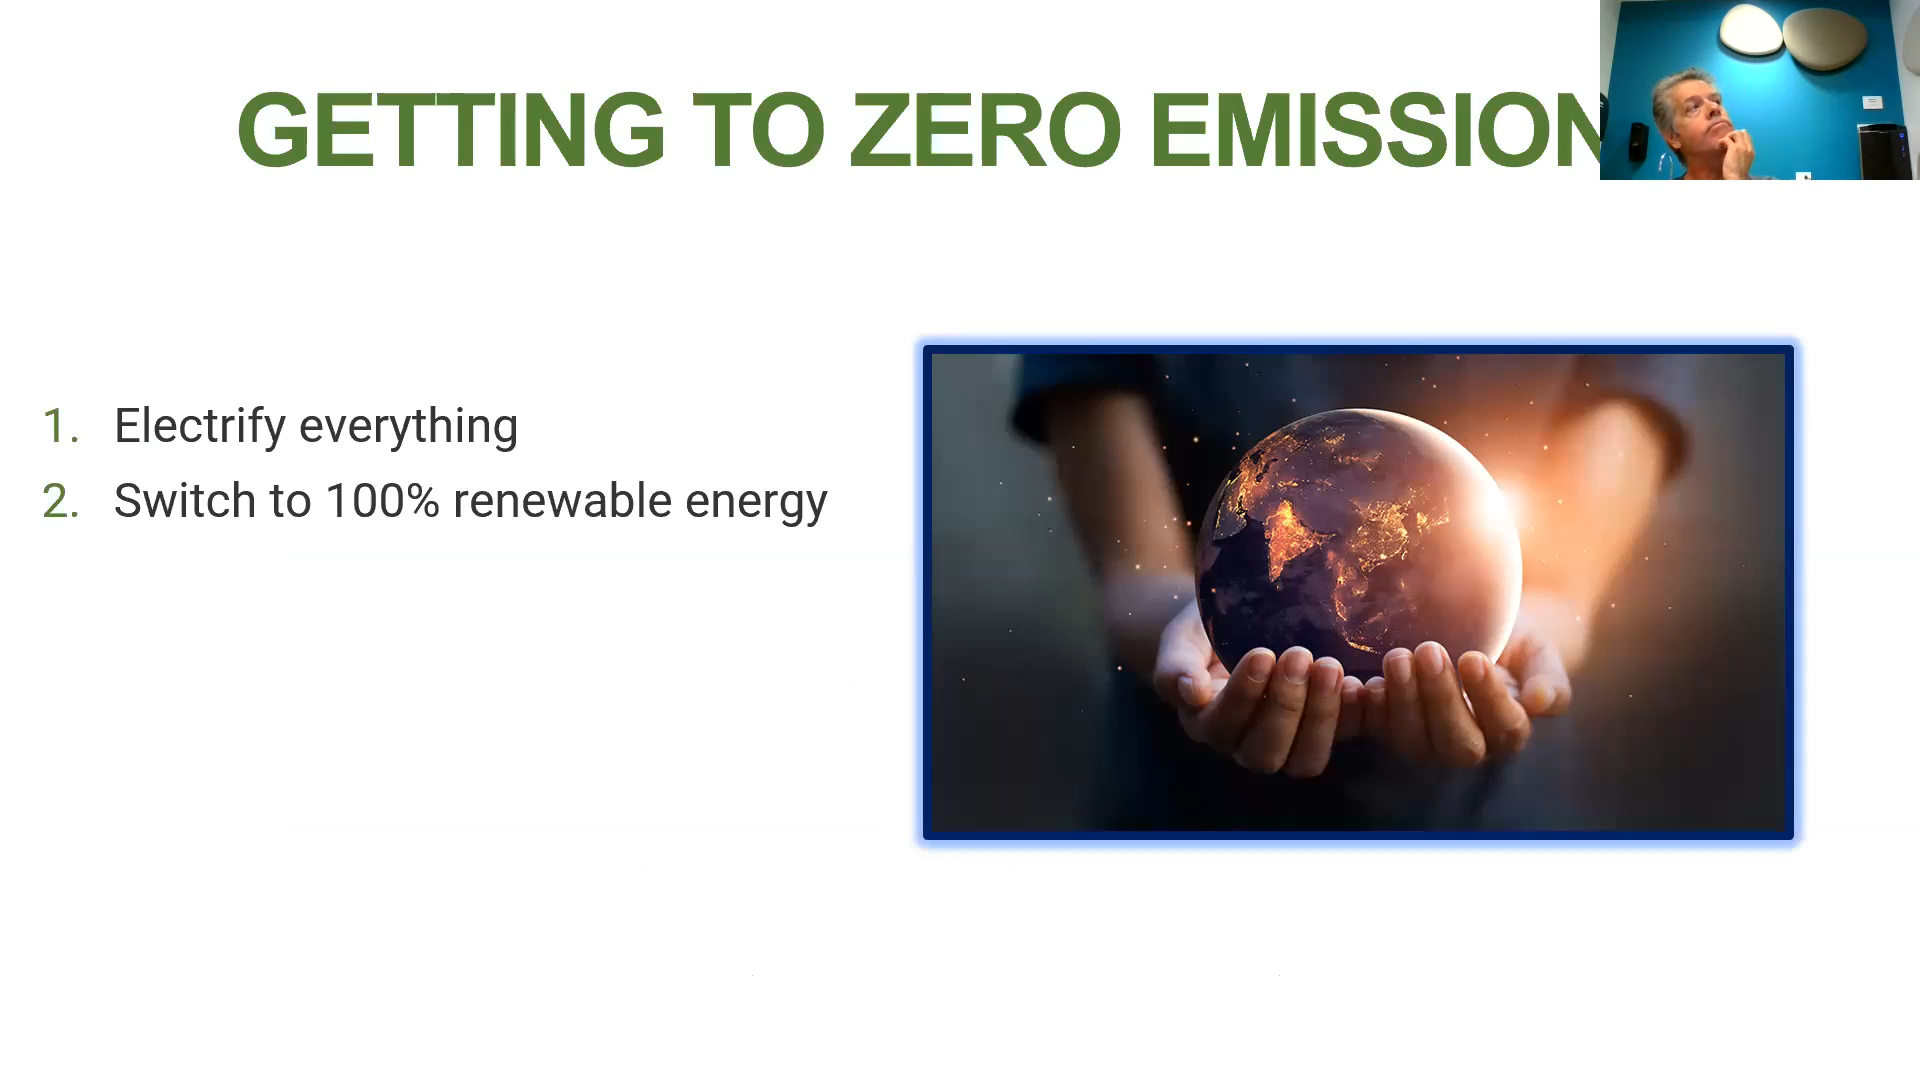 GETTING TO ZERO EMISSION
1. Electrify everything
2. Switch to 100% renewable energy